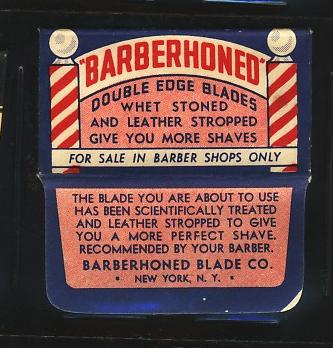 "BARBERHONED"
DOUBLE EDGE BLADES
WHET STONED
AND LEATHER STROPPED
GIVE YOU MORE SHAVES
FOR SALE IN BARBER SHOPS ONLY
THE BLADE YOU ARE ABOUT TO USE
HAS BEEN SCIENTIFICALLY TREATED
AND LEATHER STROPPED TO GIVE
YOU A MORE PERFECT SHAVE.
RECOMMENDED BY YOUR BARBER.
BARBERHONED BLADE CO.
• NEW YORK, N. Y. •